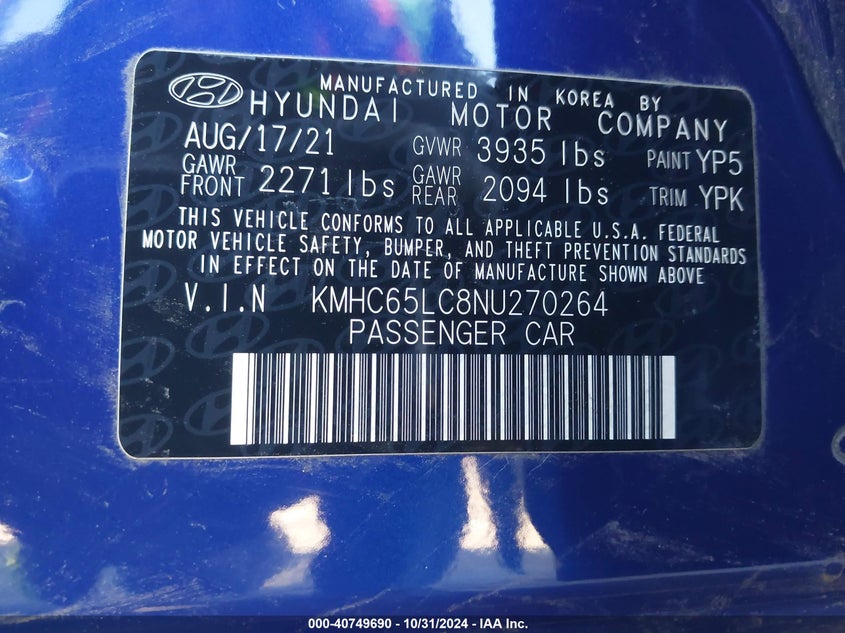 MANUFACTURED IN KOREA BY
HYUNDAI MOTOR COMPANY
AUG/17/21 GVWR 3935 lbs PAINT YP5
GAWR FRONT 2271 lbs GAWR REAR 2094 lbs TRIM YPK
THIS VEHICLE CONFORMS TO ALL APPLICABLE U.S.A. FEDERAL
MOTOR VEHICLE SAFETY, BUMPER, AND THEFT PREVENTION STANDARDS
IN EFFECT ON THE DATE OF MANUFACTURE SHOWN ABOVE
V.I.N KMHC65LC8NU270264
PASSENGER CAR
000-40749690 - 10/31/2024 - IAA Inc.